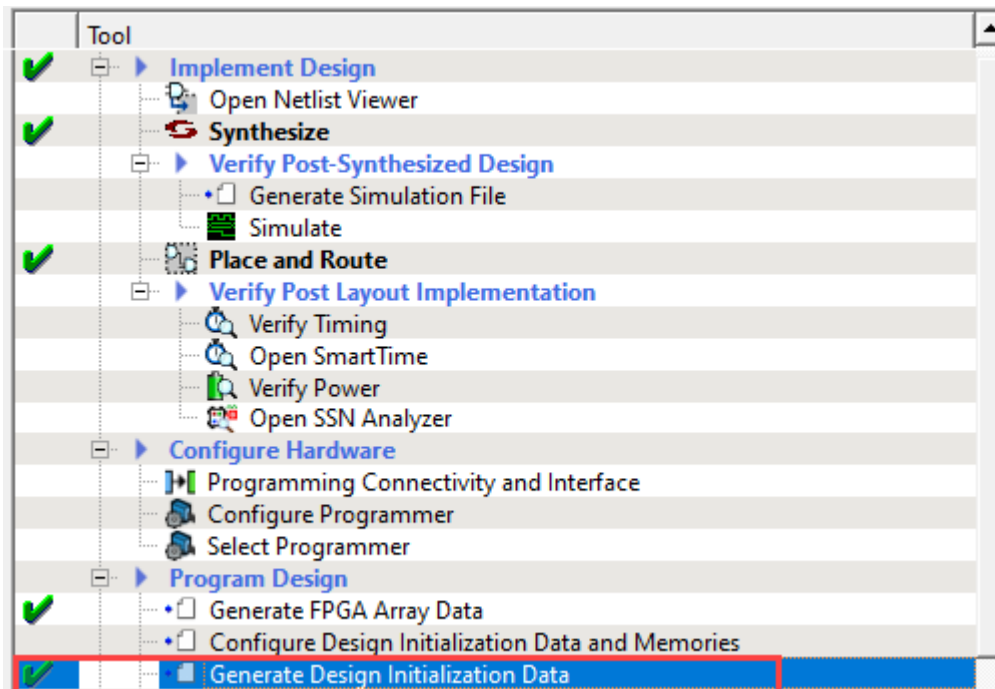 Tool
Implement Design
Open Netlist Viewer
Synthesize
Verify Post-Synthesized Design
Generate Simulation File
Simulate
Place and Route
Verify Post Layout Implementation
Verify Timing
Open SmartTime
Verify Power
Open SSN Analyzer
Configure Hardware
Programming Connectivity and Interface
Configure Programmer
Select Programmer
Program Design
Generate FPGA Array Data
Configure Design Initialization Data and Memories
Generate Design Initialization Data